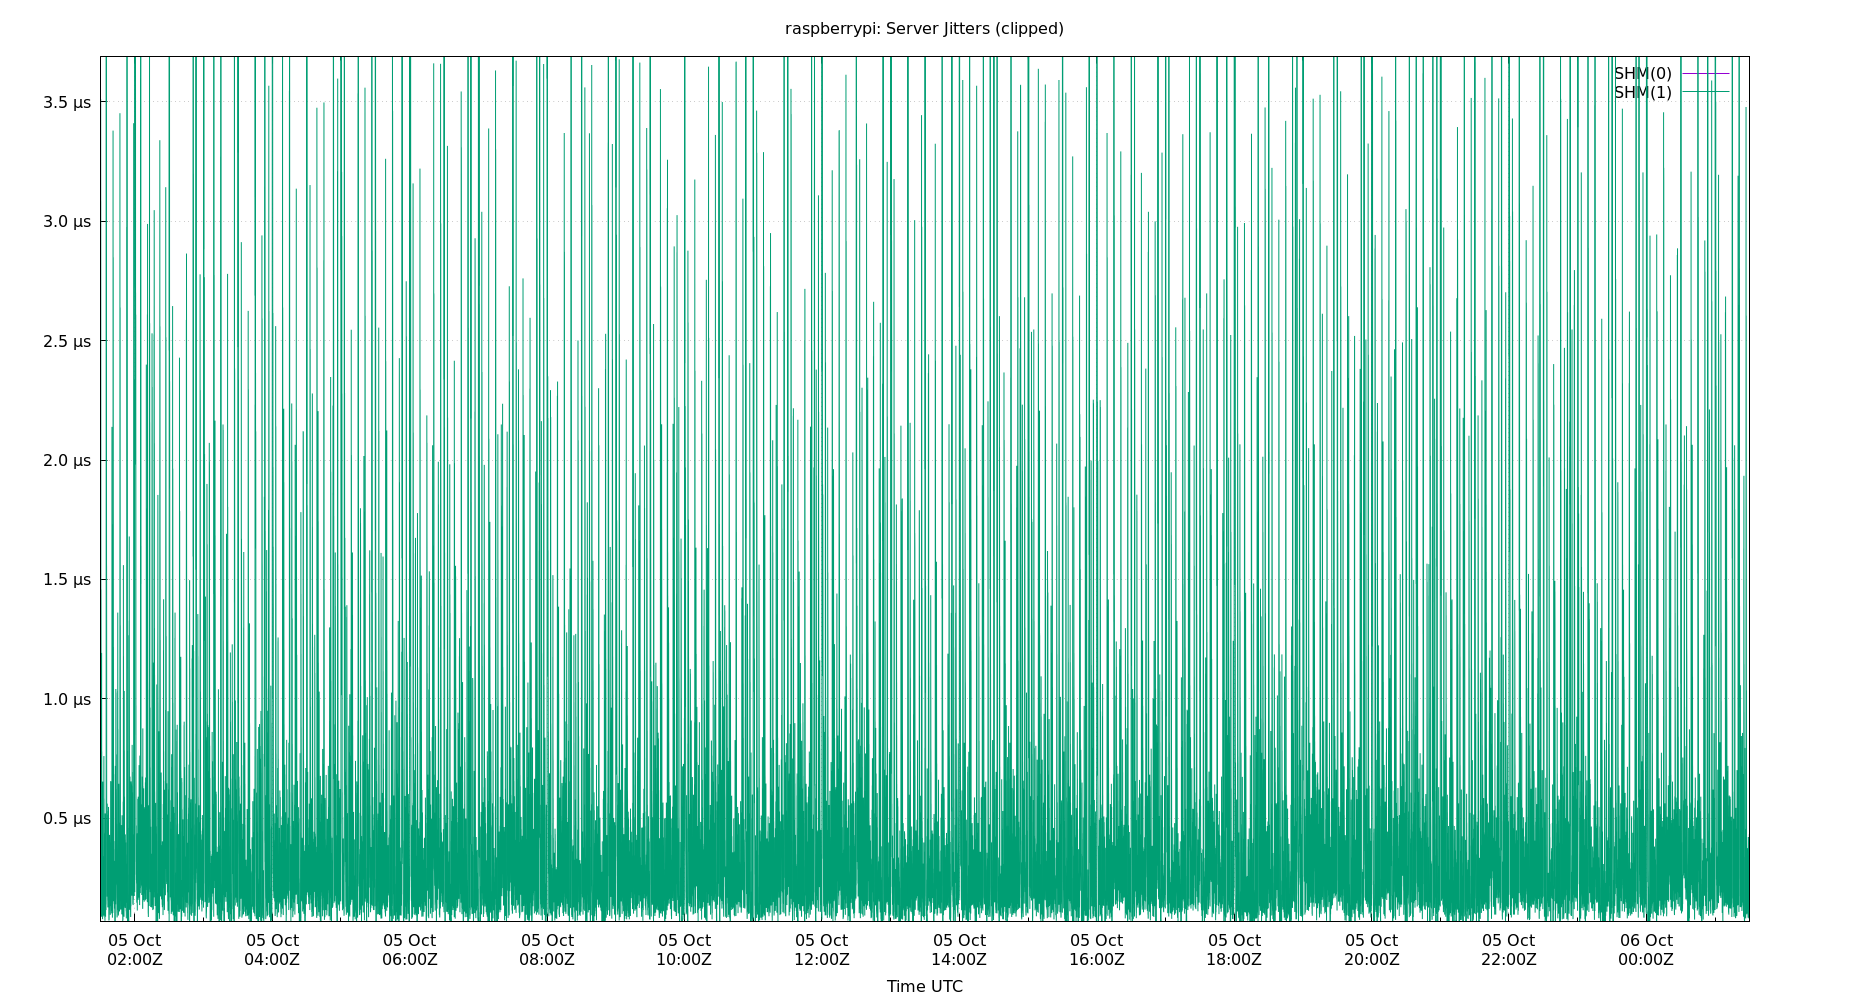 raspberrypi: Server Jitters (clipped)
SHM(0)
SHM(1)
3.5 µs
3.0 µs
2.5 µs
2.0 µs
1.5 µs
1.0 µs
0.5 µs
05 Oct 05 Oct 05 Oct 05 Oct 05 Oct 05 Oct 05 Oct 05 Oct 05 Oct 05 Oct 05 Oct 06 Oct
02:00Z 04:00Z 06:00Z 08:00Z 10:00Z 12:00Z 14:00Z 16:00Z 18:00Z 20:00Z 22:00Z 00:00Z
Time UTC